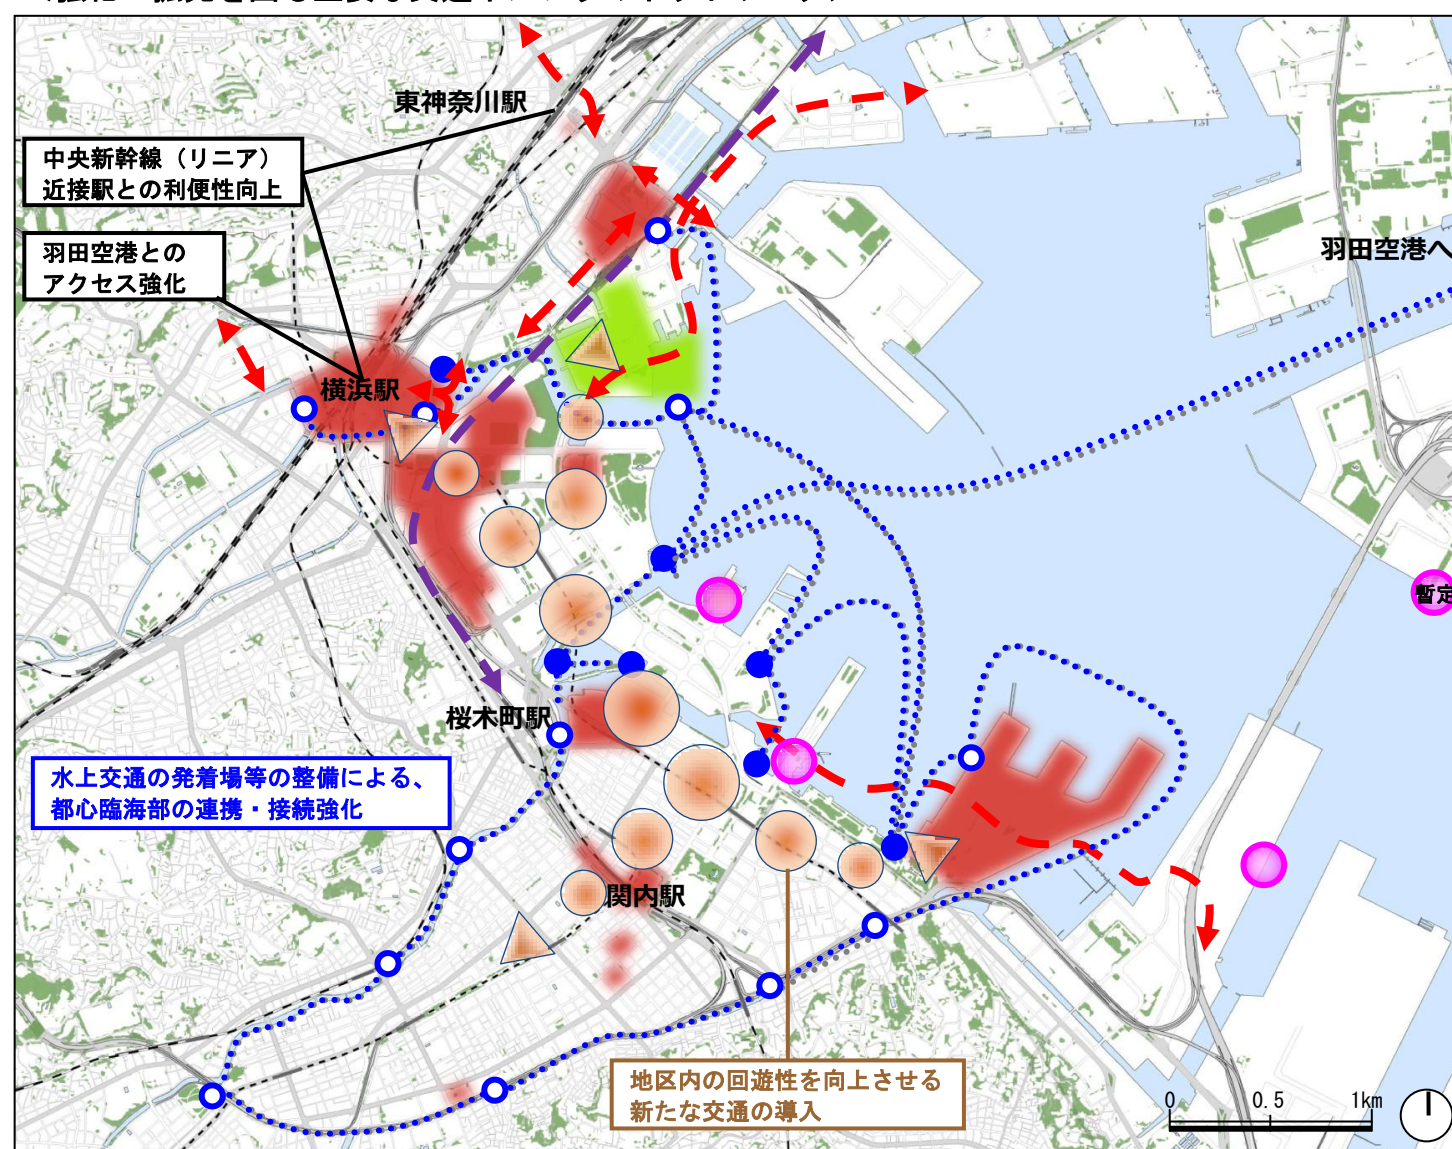 東神奈川駅
中央新幹線（リニア）
近接駅との利便性向上
羽田空港との
アクセス強化
羽田空港へ
横浜駅
暫定
桜木町駅
水上交通の発着場等の整備による、
都心臨海部の連携・接続強化
関内駅
地区内の回遊性を向上させる
新たな交通の導入
0 0.5 1km